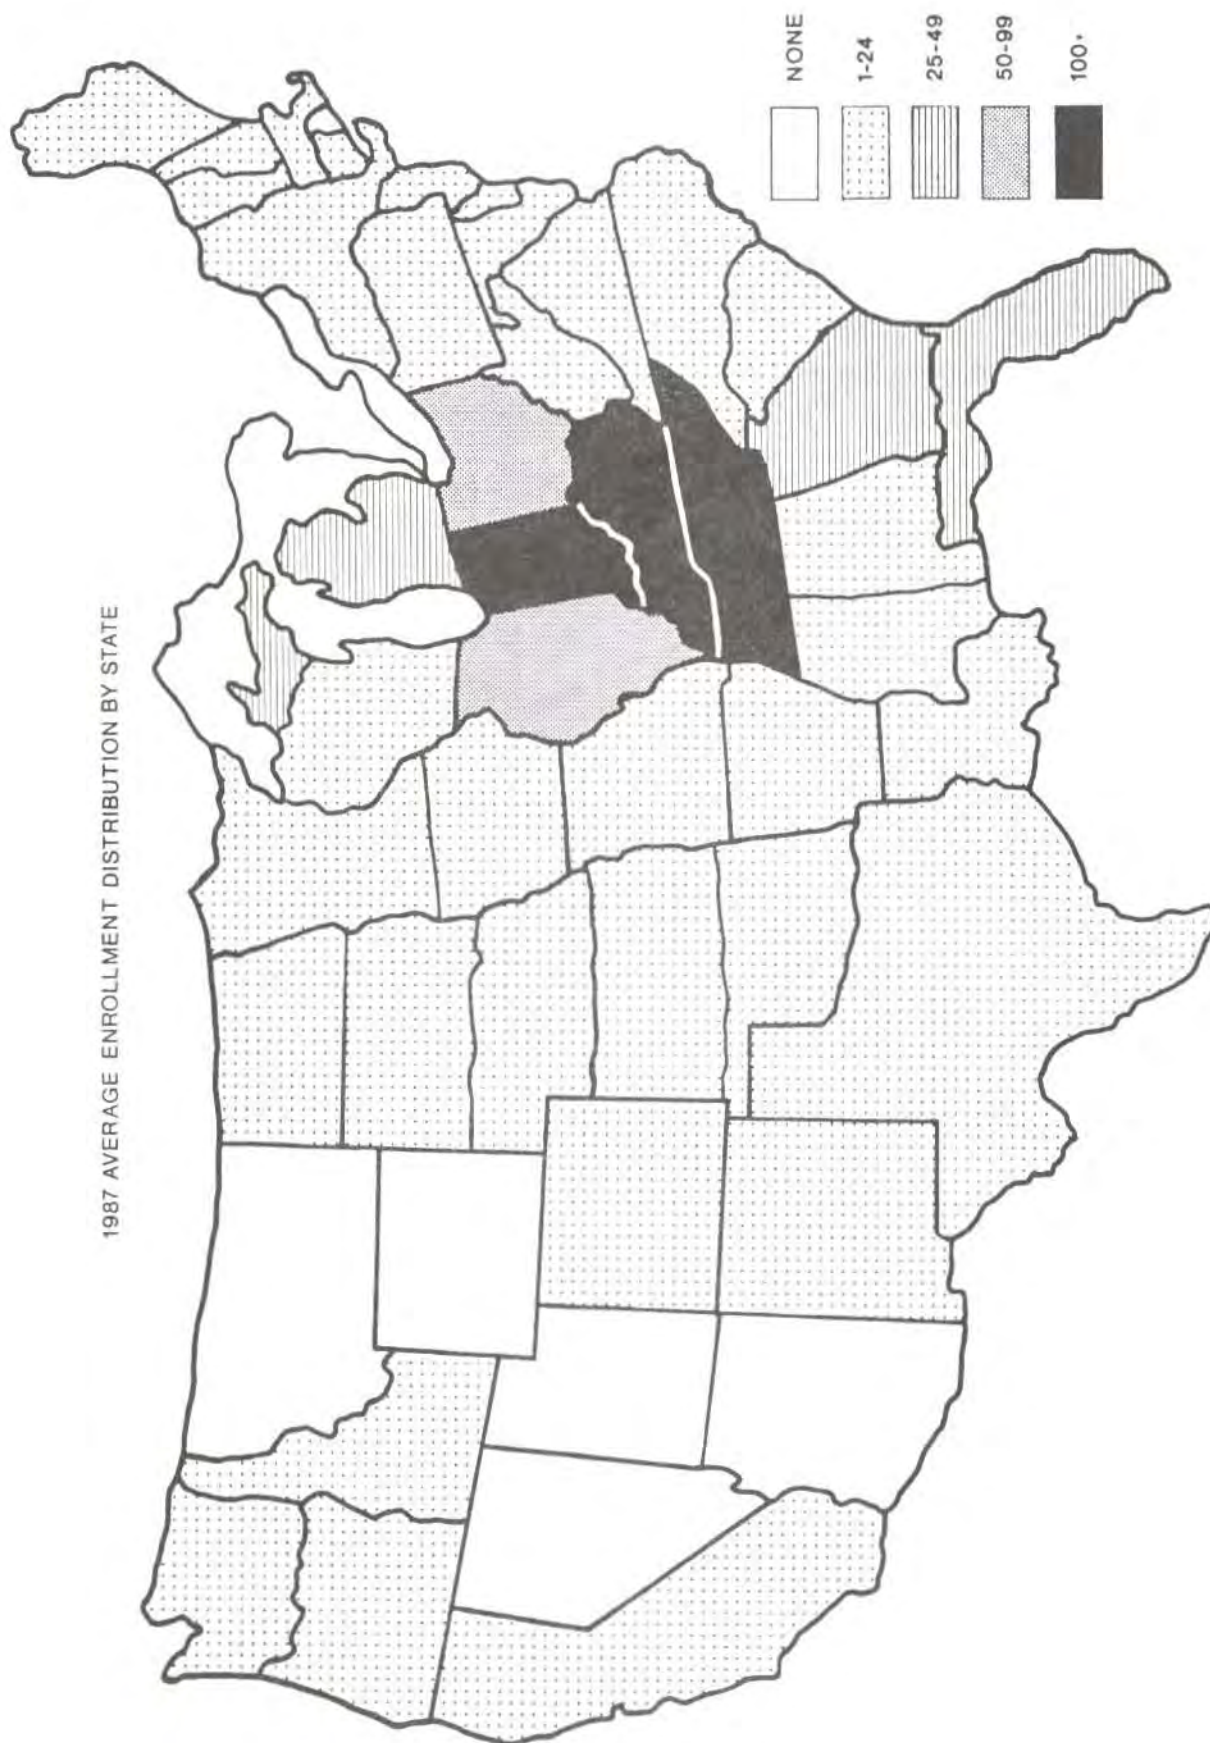 1987 AVERAGE ENROLLMENT DISTRIBUTION BY STATE
NONE
1-24
25-49
50-99
100+